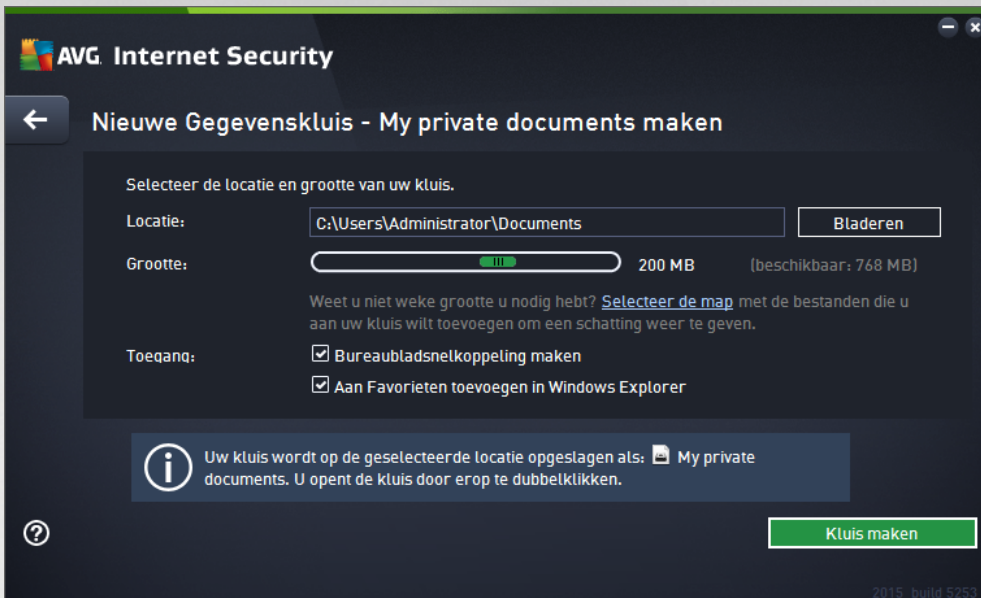 AVG. Internet Security
Nieuwe Gegevenskluis - My private documents maken
Selecteer de locatie en grootte van uw kluis.
Locatie:
C:\Users\Administrator\Documents
Bladeren
Grootte:
200 MB
(beschikbaar: 768 MB)
Weet u niet weke grootte u nodig hebt? Selecteer de map met de bestanden die u
aan uw kluis wilt toevoegen om een schatting weer te geven.
Toegang:
Bureaubladsnelkoppeling maken
Aan Favorieten toevoegen in Windows Explorer
Uw kluis wordt op de geselecteerde locatie opgeslagen als: My private
documents. U opent de kluis door erop te dubbelklikken.
Kluis maken
2015 build 5253